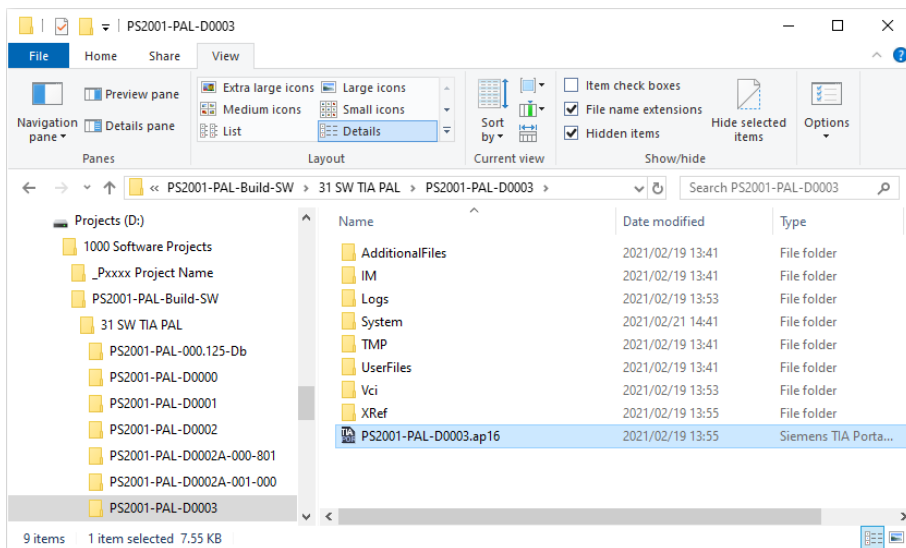 PS2001-PAL-D0003
File Home Share View
Navigation pane
Preview pane
Details pane
Panes
Extra large icons Large icons
Medium icons Small icons
List Details
Layout
Sort by
Current view
Item check boxes
File name extensions
Hidden items
Hide selected items
Show/hide
Options
« PS2001-PAL-Build-SW > 31 SW TIA PAL > PS2001-PAL-D0003 >
Search PS2001-PAL-D0003
Projects (D:)
1000 Software Projects
_Pxxxx Project Name
PS2001-PAL-Build-SW
31 SW TIA PAL
PS2001-PAL-000.125-Db
PS2001-PAL-D0000
PS2001-PAL-D0001
PS2001-PAL-D0002
PS2001-PAL-D0002A-000-801
PS2001-PAL-D0002A-001-000
PS2001-PAL-D0003
Name Date modified Type
AdditionalFiles 2021/02/19 13:41 File folder
IM 2021/02/19 13:41 File folder
Logs 2021/02/19 13:53 File folder
System 2021/02/21 14:41 File folder
TMP 2021/02/19 13:41 File folder
UserFiles 2021/02/19 13:41 File folder
Vci 2021/02/19 13:53 File folder
XRef 2021/02/19 13:55 File folder
PS2001-PAL-D0003.ap16 2021/02/19 13:55 Siemens TIA Porta...
9 items 1 item selected 7.55 KB